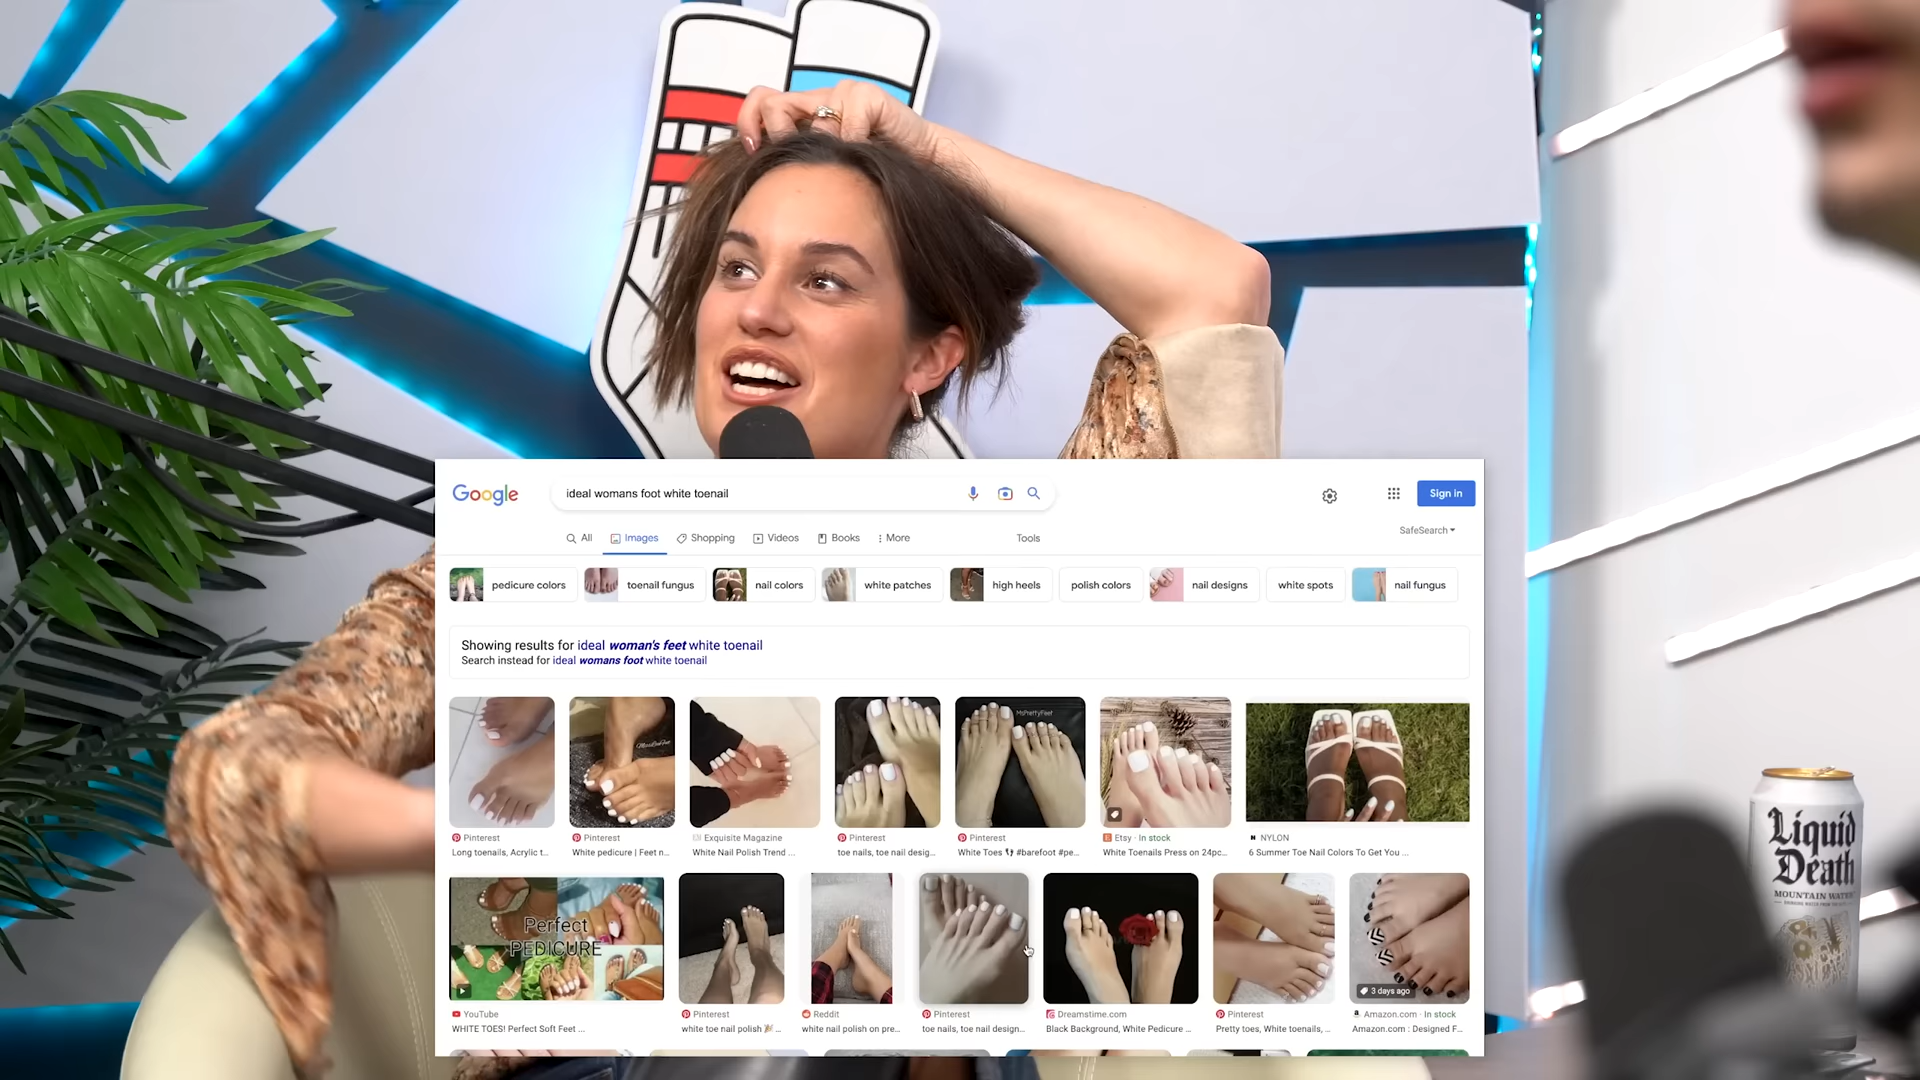 Google
ideal womans foot white toenail
Sign in
All
Images
Shopping
Videos
Books
More
Tools
SafeSearch
pedicure colors
toenail fungus
nail colors
white patches
high heels
polish colors
nail designs
white spots
nail fungus
Showing results for ideal woman's feet white toenail
Search instead for ideal womans foot white toenail
MsPrettyFeet
Pinterest
Long toenails, Acrylic t...
Pinterest
White pedicure | Feet n...
Exquisite Magazine
White Nail Polish Trend ...
Pinterest
toe nails, toe nail desig...
Pinterest
White Toes 👣 #barefoot #pe...
Etsy · In stock
White Toenails Press on 24pc...
N NYLON
6 Summer Toe Nail Colors To Get You ...
Perfect
PEDICURE
3 days ago
YouTube
WHITE TOES! Perfect Soft Feet ...
Pinterest
white toe nail polish 🎉 ...
Reddit
white nail polish on pre...
Pinterest
toe nails, toe nail design...
Dreamstime.com
Black Background, White Pedicure ...
Pinterest
Pretty toes, White toenails, ...
Amazon.com · In stock
Amazon.com : Designed F...
Liquid
Death
MOUNTAIN WATER